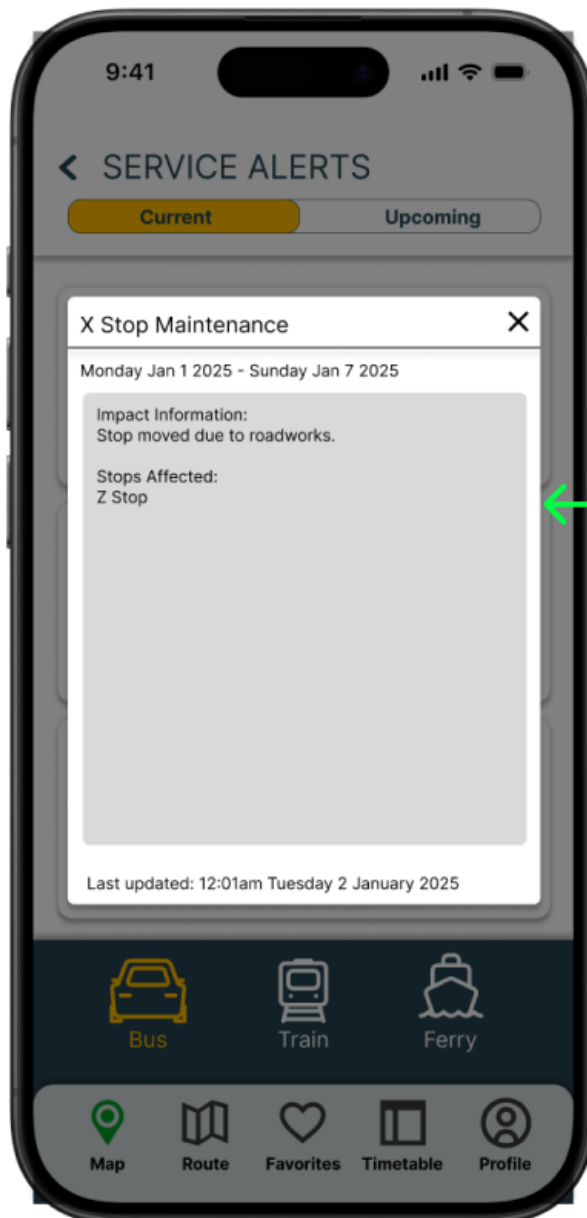 9:41
SERVICE ALERTS
Current Upcoming
X Stop Maintenance
Monday Jan 1 2025 - Sunday Jan 7 2025
Impact Information:
Stop moved due to roadworks.
Stops Affected:
Z Stop
Last updated: 12:01am Tuesday 2 January 2025
Bus Train Ferry
Map Route Favorites Timetable Profile